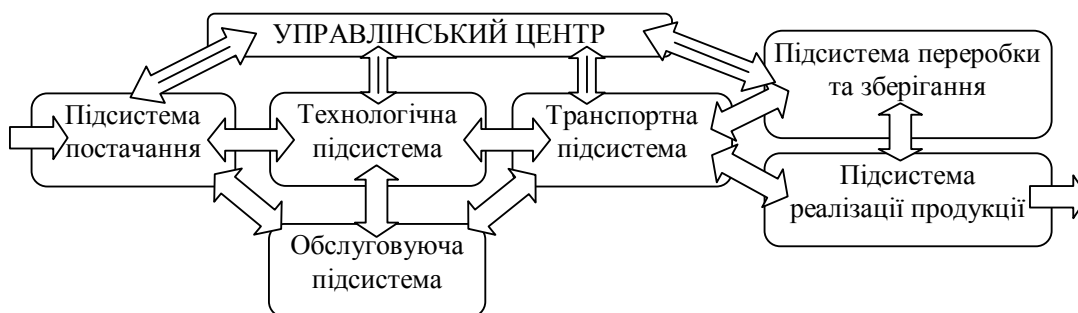 УПРАВЛІНСЬКИЙ ЦЕНТР
Підсистема
постачання
Технологічна
підсистема
Транспортна
підсистема
Підсистема переробки
та зберігання
Підсистема
реалізації продукції
Обслуговуюча
підсистема